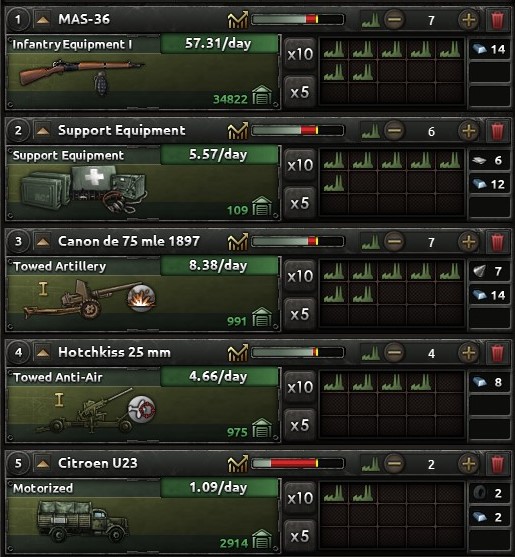 1 MAS-36 7
Infantry Equipment I 57.31/day x10 14
34822 x5
2 Support Equipment 6
Support Equipment 5.57/day x10 6
12
109 x5
3 Canon de 75 mle 1897 7
Towed Artillery 8.38/day x10 7
I 14
991 x5
4 Hotchkiss 25 mm 4
Towed Anti-Air 4.66/day x10 8
I
975 x5
5 Citroen U23 2
Motorized 1.09/day x10 2
2
2914 x5